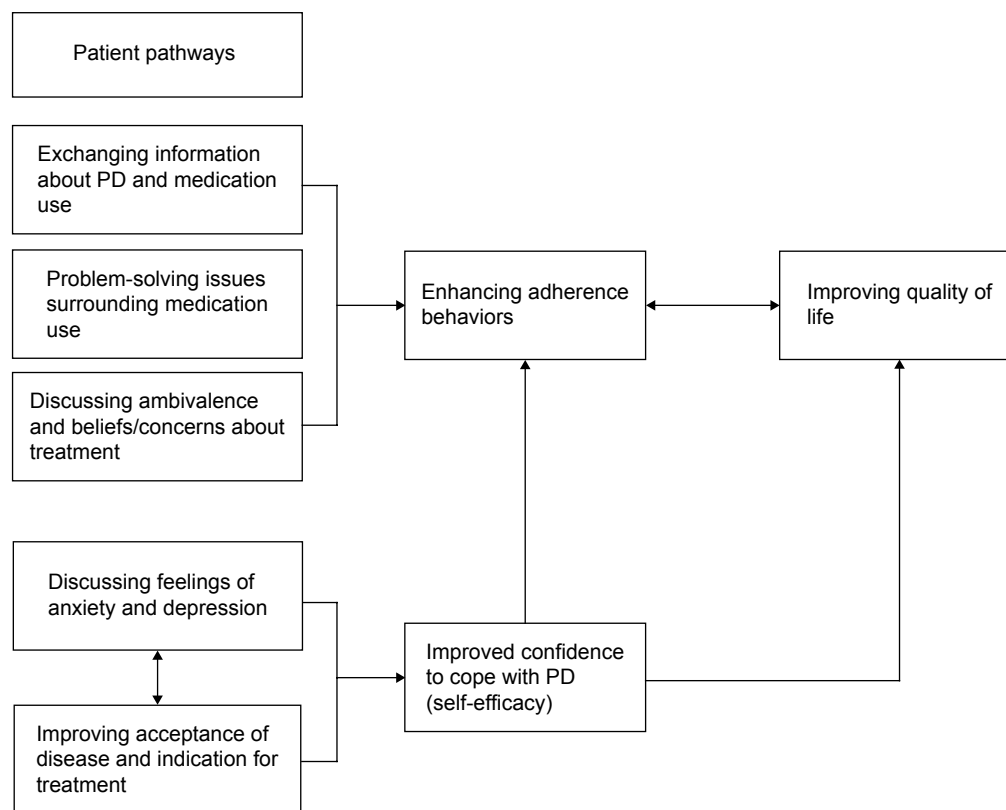 Patient pathways
Exchanging information
about PD and medication
use
Problem-solving issues
surrounding medication
use
Discussing ambivalence
and beliefs/concerns about
treatment
Enhancing adherence
behaviors
Improving quality of
life
Discussing feelings of
anxiety and depression
Improving acceptance of
disease and indication for
treatment
Improved confidence
to cope with PD
(self-efficacy)